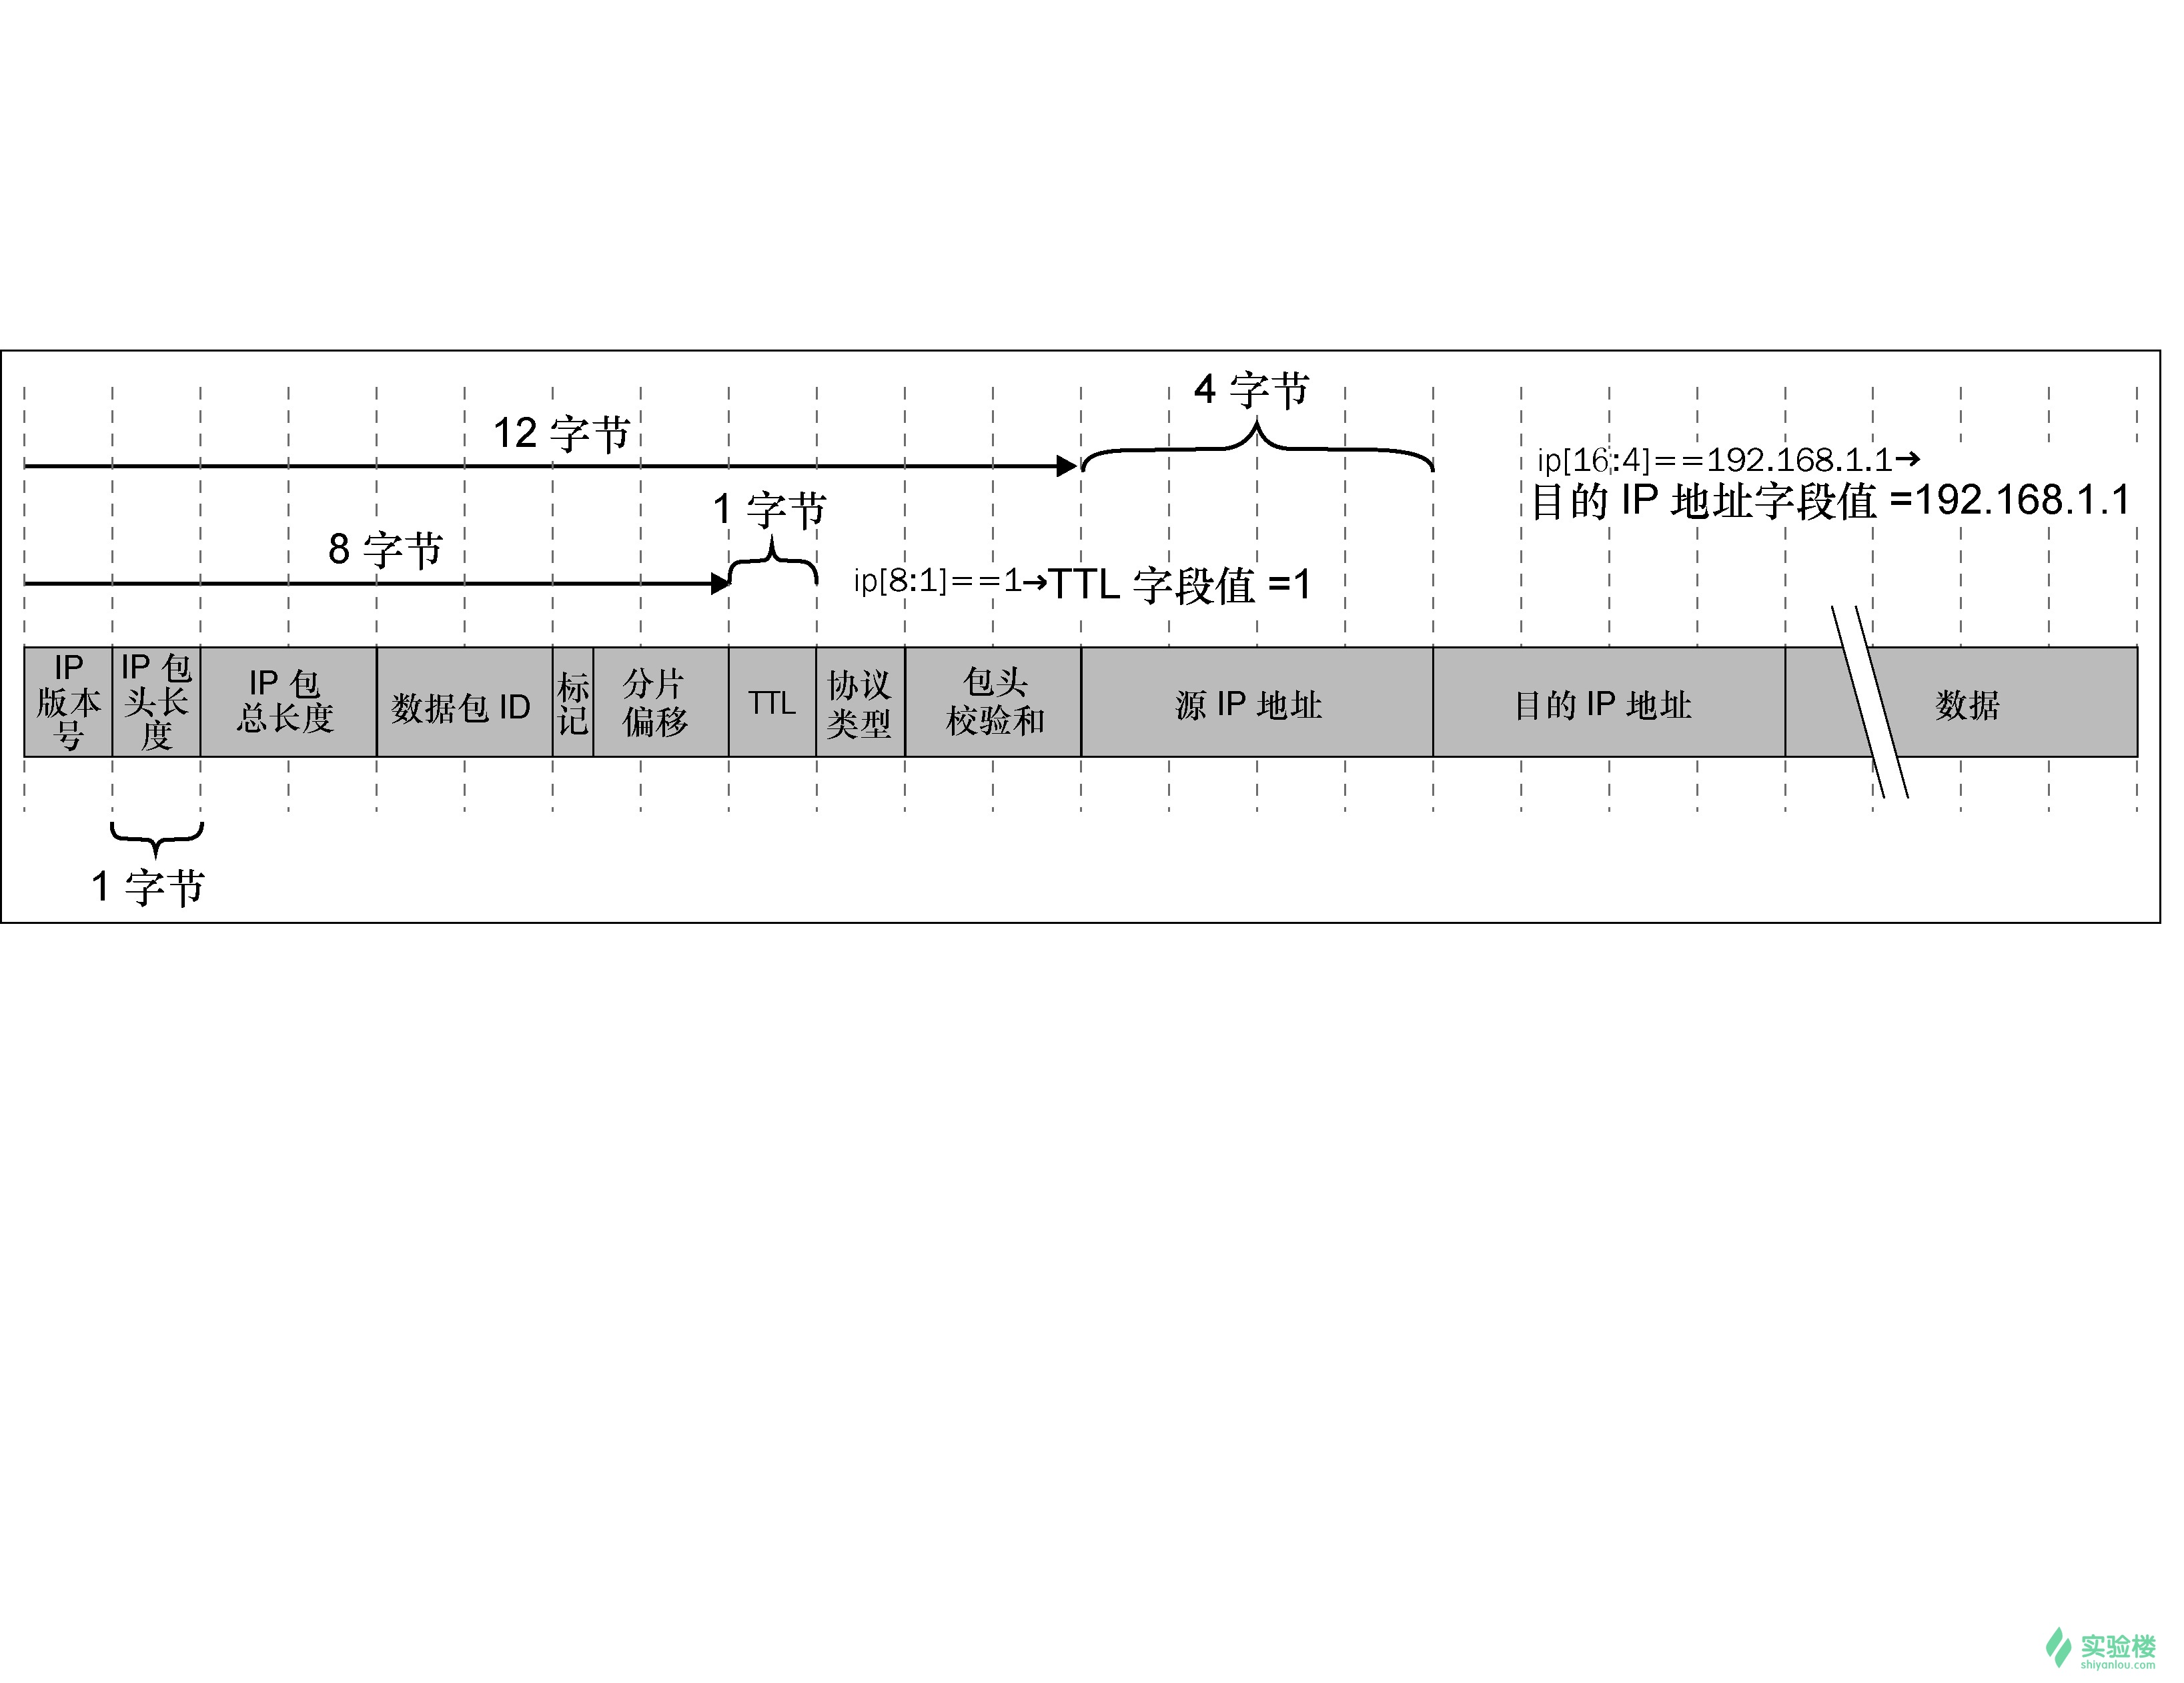 4 字节
12 字节
ip[16:4]==192.168.1.1→
目的 IP 地址字段值 =192.168.1.1
1 字节
8 字节
ip[8:1]==1→TTL 字段值 =1
IP
版本
号
IP 包
头长
度
IP 包
总长度
数据包 ID
标
记
分片
偏移
TTL
协议
类型
包头
校验和
源 IP 地址
目的 IP 地址
数据
1 字节
实验楼
shiyanlou.com